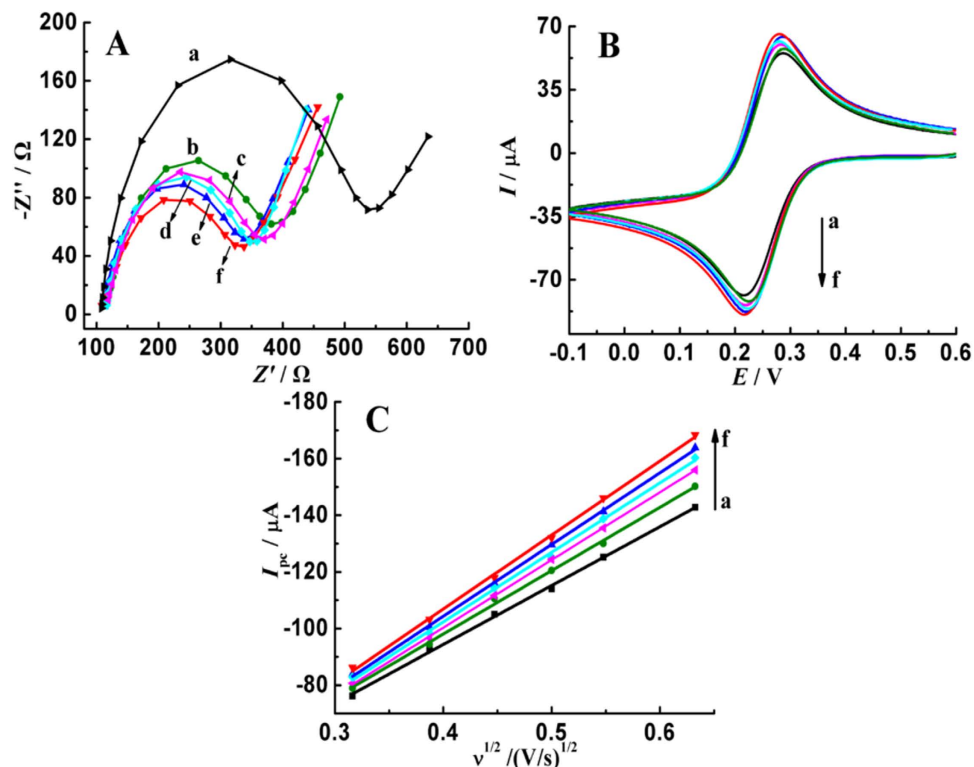 A
-Z'' / Ω
200
160
120
80
40
0
100 200 300 400 500 600 700
Z' / Ω
a
b
c
d
e
f
B
I / μA
70
35
0
-35
-70
-0.1 0.0 0.1 0.2 0.3 0.4 0.5 0.6
E / V
a
f
C
I pc / μA
-180
-160
-140
-120
-100
-80
0.3 0.4 0.5 0.6
ν1/2 /(V/s)1/2
f
a